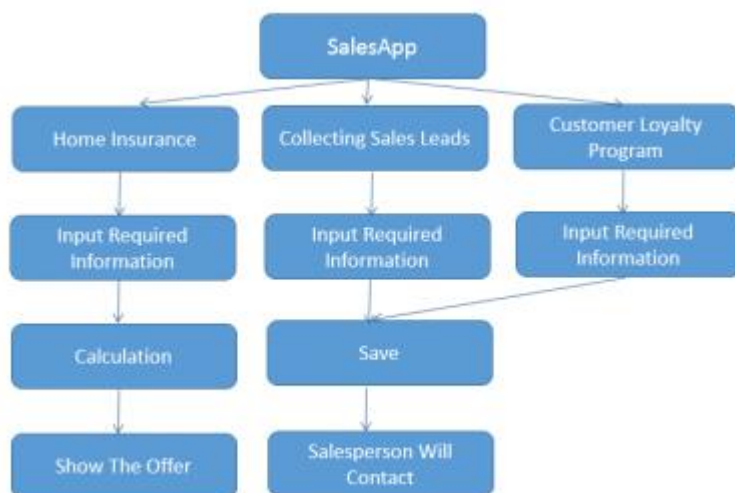 SalesApp
Home Insurance
Collecting Sales Leads
Customer Loyalty
Program
Input Required
Information
Input Required
Information
Input Required
Information
Calculation
Save
Show The Offer
Salesperson Will
Contact